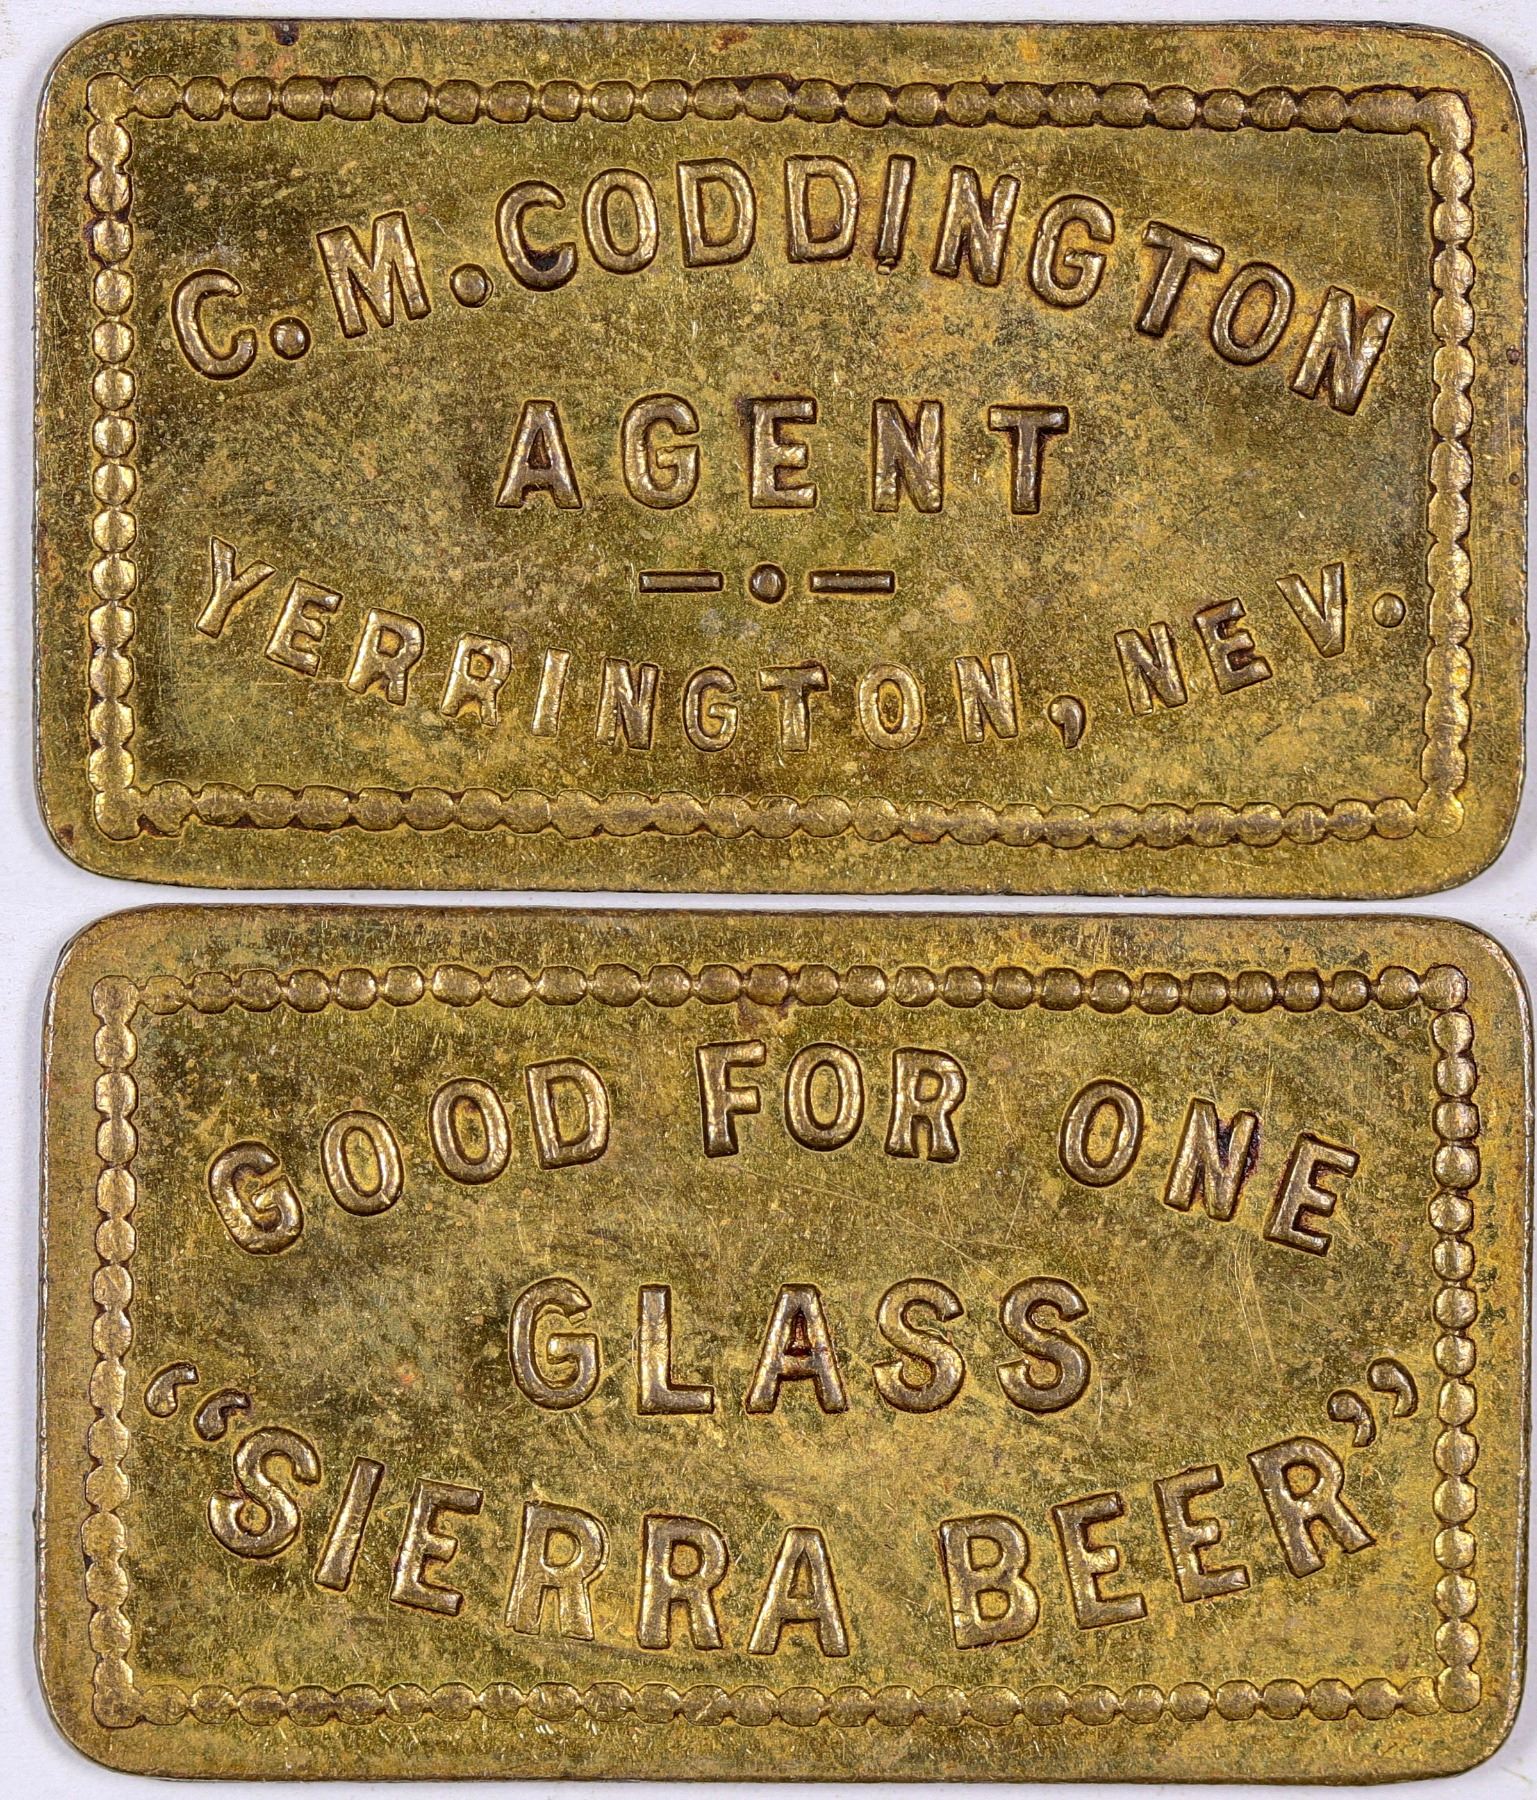 C. M. CODDINGTON
AGENT
YERRINGTON, NEV.
GOOD FOR ONE
GLASS
“SIERRA BEER”